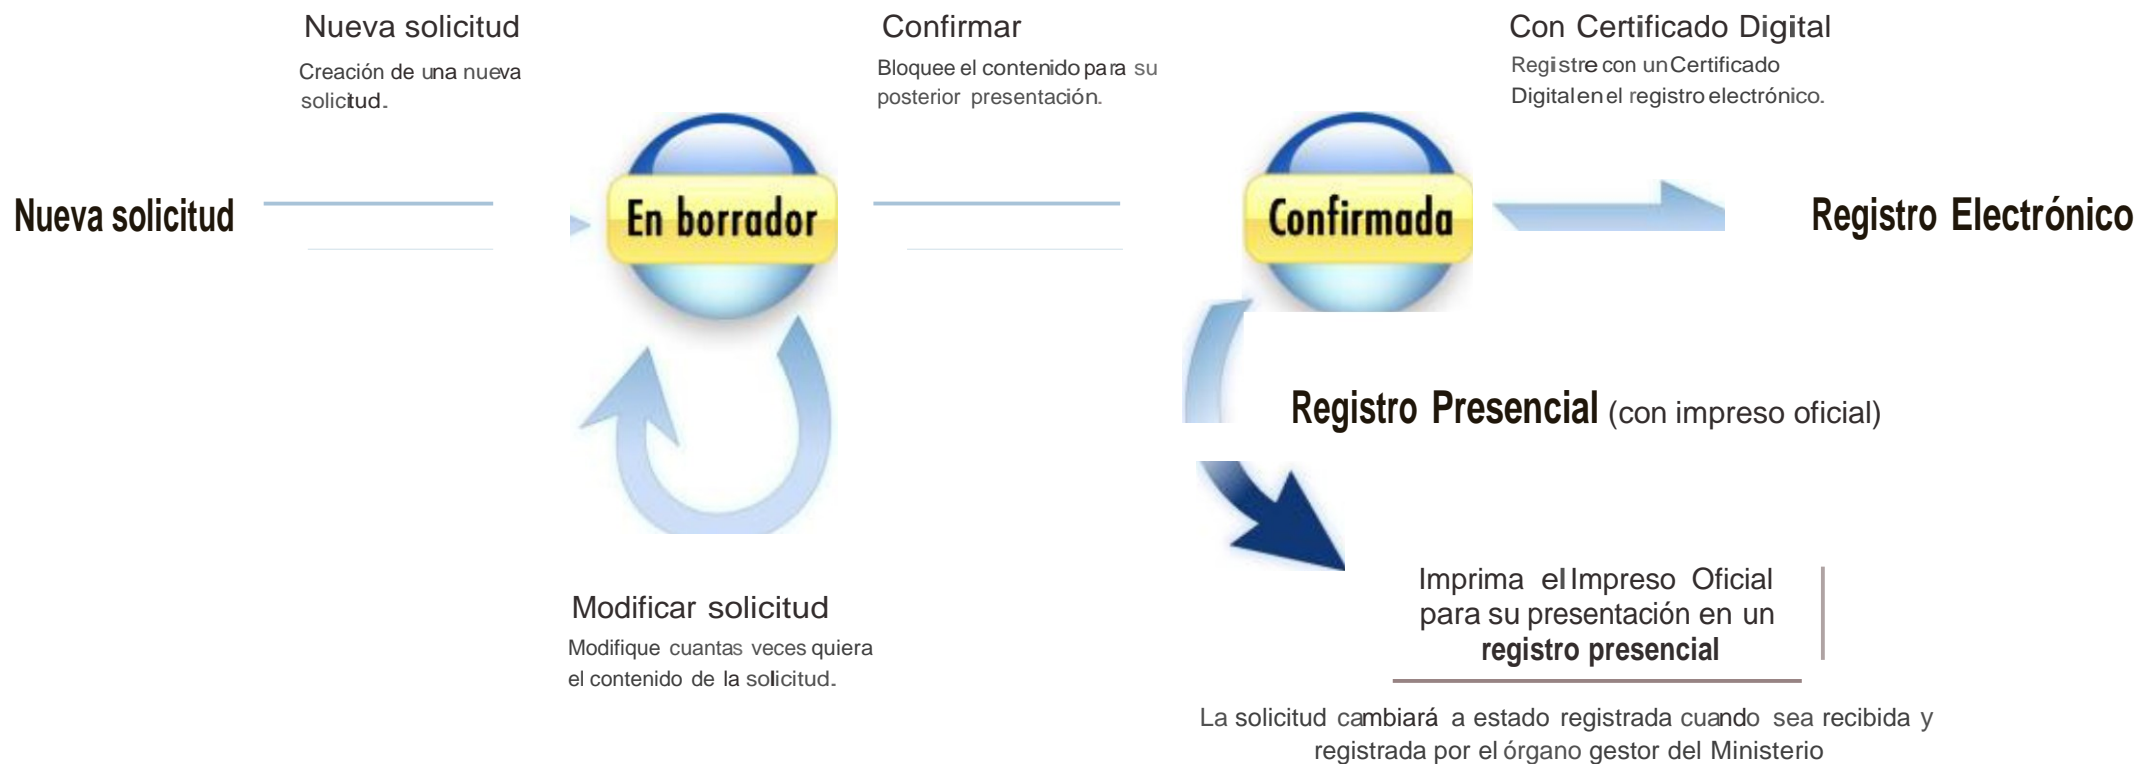 Nueva solicitud
Creación de una nueva
solicitud.
Confirmar
Bloquee el contenido para su
posterior presentación.
Con Certificado Digital
Registre con un Certificado
Digital en el registro electrónico.
Nueva solicitud
En borrador
Confirmada
Registro Electrónico
Registro Presencial (con impreso oficial)
Modificar solicitud
Modifique cuantas veces quiera
el contenido de la solicitud.
Imprima el Impreso Oficial
para su presentación en un
registro presencial
La solicitud cambiará a estado registrada cuando sea recibida y
registrada por el órgano gestor del Ministerio